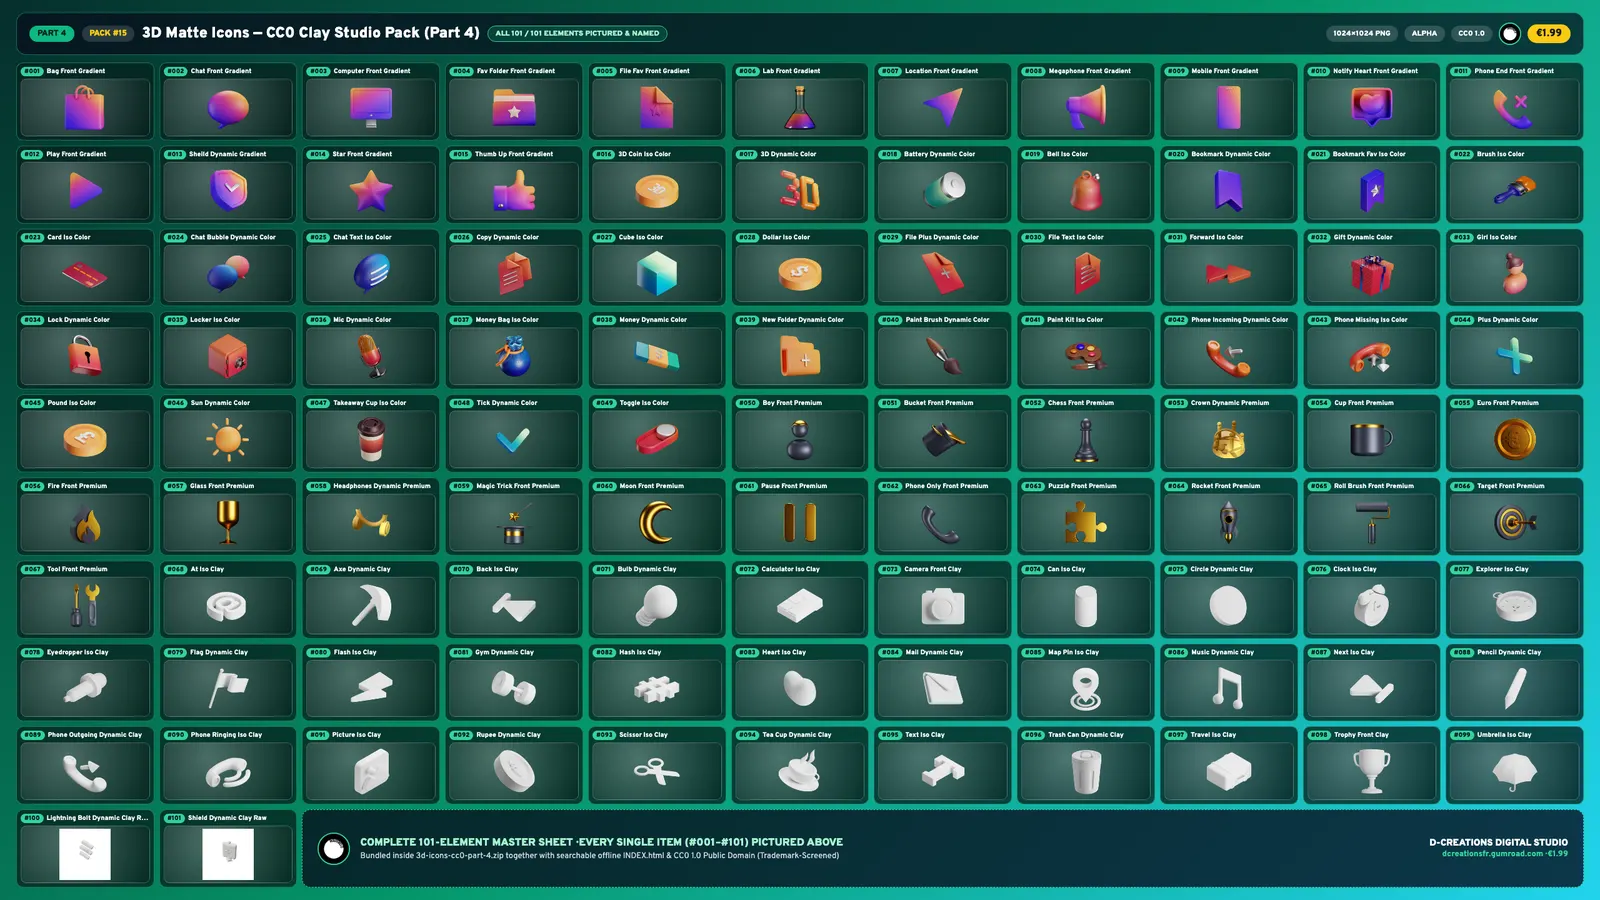 PART 4 PACK #15 3D Matte Icons – CC0 Clay Studio Pack (Part 4) ALL 101 / 101 ELEMENTS PICTURED & NAMED 1024×1024 PNG ALPHA CC0 1.0 €1.99
#001 Bag Front Gradient
#002 Chat Front Gradient
#003 Computer Front Gradient
#004 Fav Folder Front Gradient
#005 File Fav Front Gradient
#006 Lab Front Gradient
#007 Location Front Gradient
#008 Megaphone Front Gradient
#009 Mobile Front Gradient
#010 Notify Heart Front Gradient
#011 Phone End Front Gradient
#012 Play Front Gradient
#013 Sheild Dynamic Gradient
#014 Star Front Gradient
#015 Thumb Up Front Gradient
#016 3D Coin Iso Color
#017 3D Dynamic Color
#018 Battery Dynamic Color
#019 Bell Iso Color
#020 Bookmark Dynamic Color
#021 Bookmark Fav Iso Color
#022 Brush Iso Color
#023 Card Iso Color
#024 Chat Bubble Dynamic Color
#025 Chat Text Iso Color
#026 Copy Dynamic Color
#027 Cube Iso Color
#028 Dollar Iso Color
#029 File Plus Dynamic Color
#030 File Text Iso Color
#031 Forward Iso Color
#032 Gift Dynamic Color
#033 Girl Iso Color
#034 Lock Dynamic Color
#035 Locker Iso Color
#036 Mic Dynamic Color
#037 Money Bag Iso Color
#038 Money Dynamic Color
#039 New Folder Dynamic Color
#040 Paint Brush Dynamic Color
#041 Paint Kit Iso Color
#042 Phone Incoming Dynamic Color
#043 Phone Missing Iso Color
#044 Plus Dynamic Color
#045 Pound Iso Color
#046 Sun Dynamic Color
#047 Takeaway Cup Iso Color
#048 Tick Dynamic Color
#049 Toggle Iso Color
#050 Boy Front Premium
#051 Bucket Front Premium
#052 Chess Front Premium
#053 Crown Dynamic Premium
#054 Cup Front Premium
#055 Euro Front Premium
#056 Fire Front Premium
#057 Glass Front Premium
#058 Headphones Dynamic Premium
#059 Magic Trick Front Premium
#060 Moon Front Premium
#061 Pause Front Premium
#062 Phone Only Front Premium
#063 Puzzle Front Premium
#064 Rocket Front Premium
#065 Roll Brush Front Premium
#066 Target Front Premium
#067 Tool Front Premium
#068 At Iso Clay
#069 Axe Dynamic Clay
#070 Back Iso Clay
#071 Bulb Dynamic Clay
#072 Calculator Iso Clay
#073 Camera Front Clay
#074 Can Iso Clay
#075 Circle Dynamic Clay
#076 Clock Iso Clay
#077 Explorer Iso Clay
#078 Eyedropper Iso Clay
#079 Flag Dynamic Clay
#080 Flash Iso Clay
#081 Gym Dynamic Clay
#082 Hash Iso Clay
#083 Heart Iso Clay
#084 Mail Dynamic Clay
#085 Map Pin Iso Clay
#086 Music Dynamic Clay
#087 Next Iso Clay
#088 Pencil Dynamic Clay
#089 Phone Outgoing Dynamic Clay
#090 Phone Ringing Iso Clay
#091 Picture Iso Clay
#092 Rupee Dynamic Clay
#093 Scissor Iso Clay
#094 Tea Cup Dynamic Clay
#095 Text Iso Clay
#096 Trash Can Dynamic Clay
#097 Travel Iso Clay
#098 Trophy Front Clay
#099 Umbrella Iso Clay
#100 Lightning Bolt Dynamic Clay R...
#101 Shield Dynamic Clay Raw
COMPLETE 101-ELEMENT MASTER SHEET · EVERY SINGLE ITEM (#001–#101) PICTURED ABOVE
Bundled inside 3d-icons-cc0-part-4.zip together with searchable offline INDEX.html & CC0 1.0 Public Domain (Trademark-Screened)
D-CREATIONS DIGITAL STUDIO
dcreationsfr.gumroad.com · €1.99